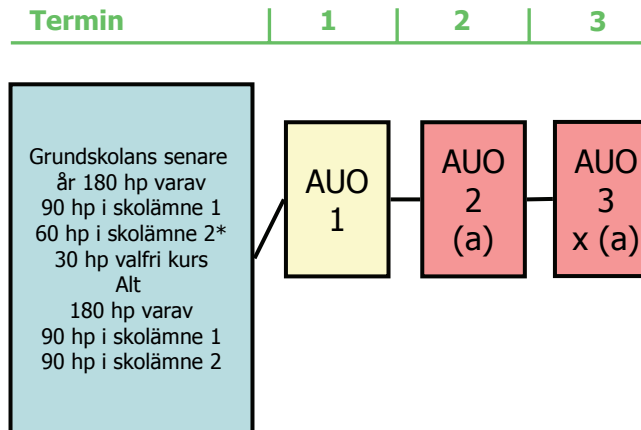 Termin | 1 | 2 | 3
Grundskolans senare
år 180 hp varav
90 hp i skolämne 1
60 hp i skolämne 2*
30 hp valfri kurs
Alt
180 hp varav
90 hp i skolämne 1
90 hp i skolämne 2
AUO
1
AUO
2
(a)
AUO
3
x (a)